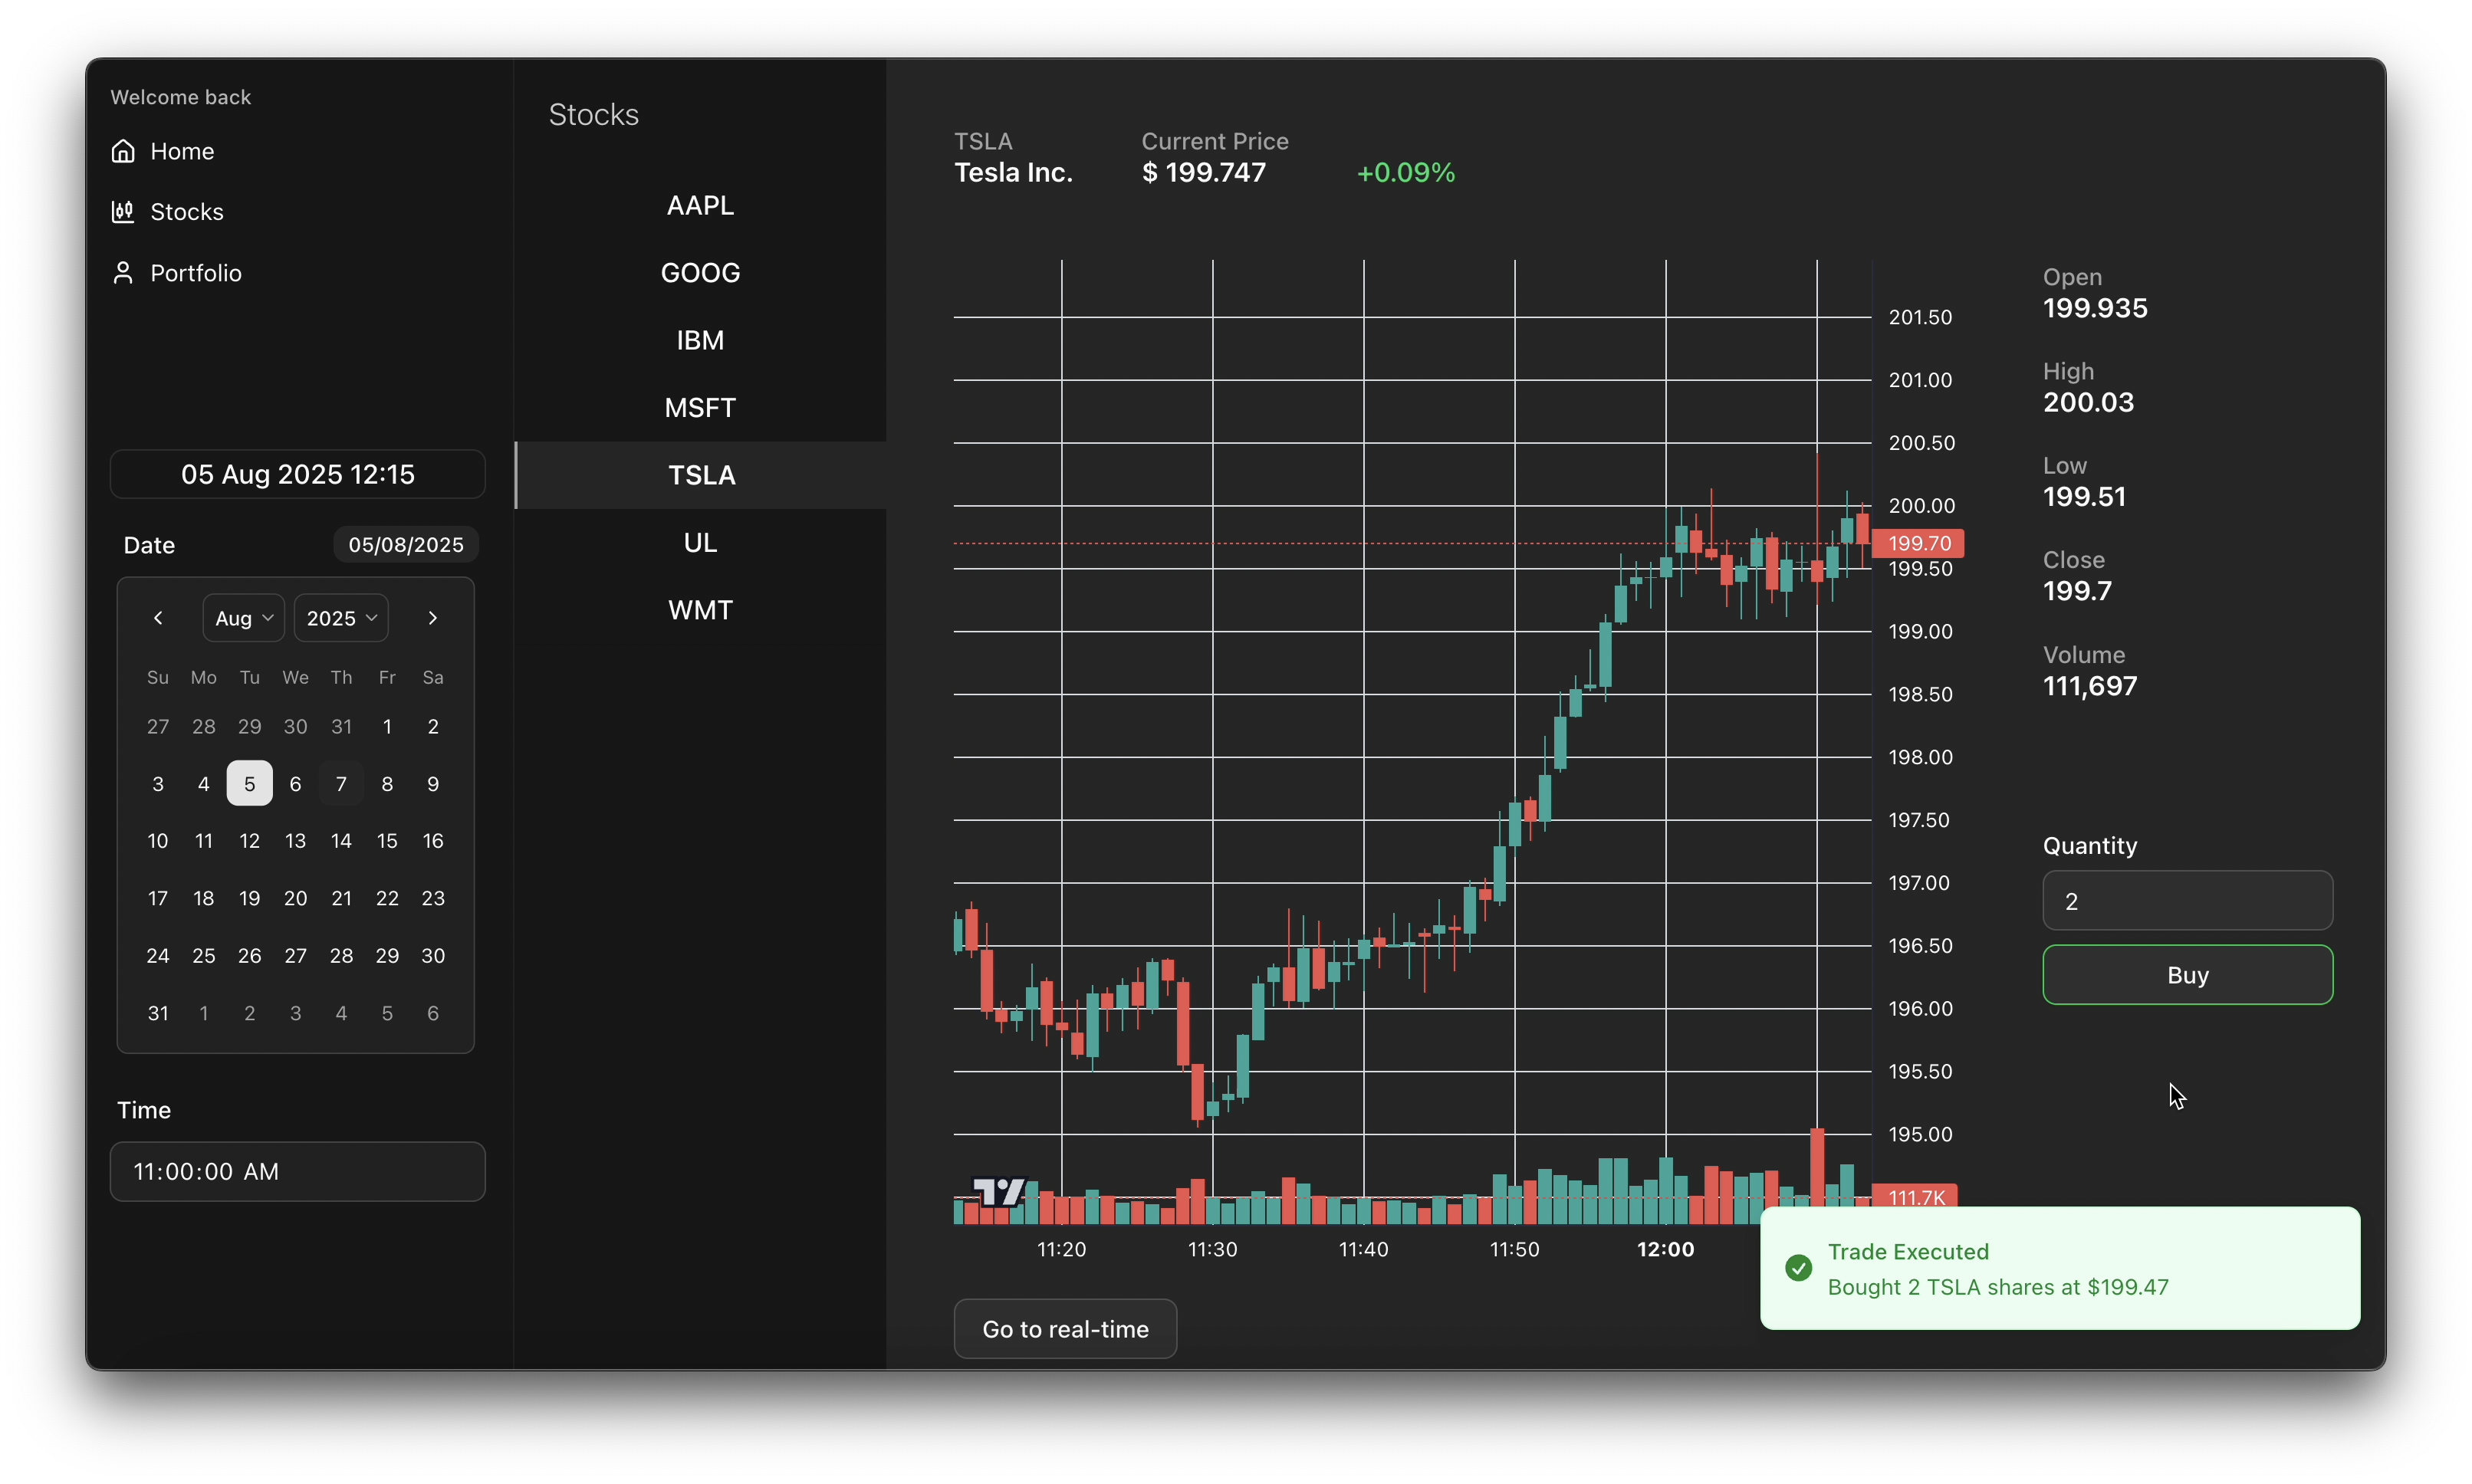 Welcome back
Home
Stocks
Portfolio
05 Aug 2025 12:15
Date 05/08/2025
Aug 2025
Su Mo Tu We Th Fr Sa
27 28 29 30 31 1 2
3 4 5 6 7 8 9
10 11 12 13 14 15 16
17 18 19 20 21 22 23
24 25 26 27 28 29 30
31 1 2 3 4 5 6
Time
11:00:00 AM
Stocks
AAPL
GOOG
IBM
MSFT
TSLA
UL
WMT
TSLA Current Price
Tesla Inc. $ 199.747 +0.09%
201.50
201.00
200.50
200.00
199.70
199.50
199.00
198.50
198.00
197.50
197.00
196.50
196.00
195.50
195.00
111.7K
11:20 11:30 11:40 11:50 12:00
Go to real-time
Open
199.935
High
200.03
Low
199.51
Close
199.7
Volume
111,697
Quantity
2
Buy
Trade Executed
Bought 2 TSLA shares at $199.47